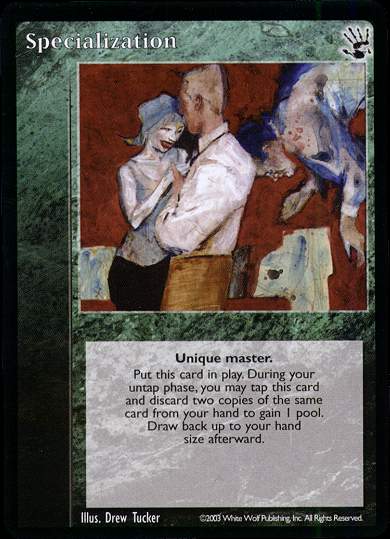 Specialization
Unique master.
Put this card in play. During your
untap phase, you may tap this card
and discard two copies of the same
card from your hand to gain 1 pool.
Draw back up to your hand
size afterward.
Illus. Drew Tucker
©2003 White Wolf Publishing, Inc. All Rights Reserved.